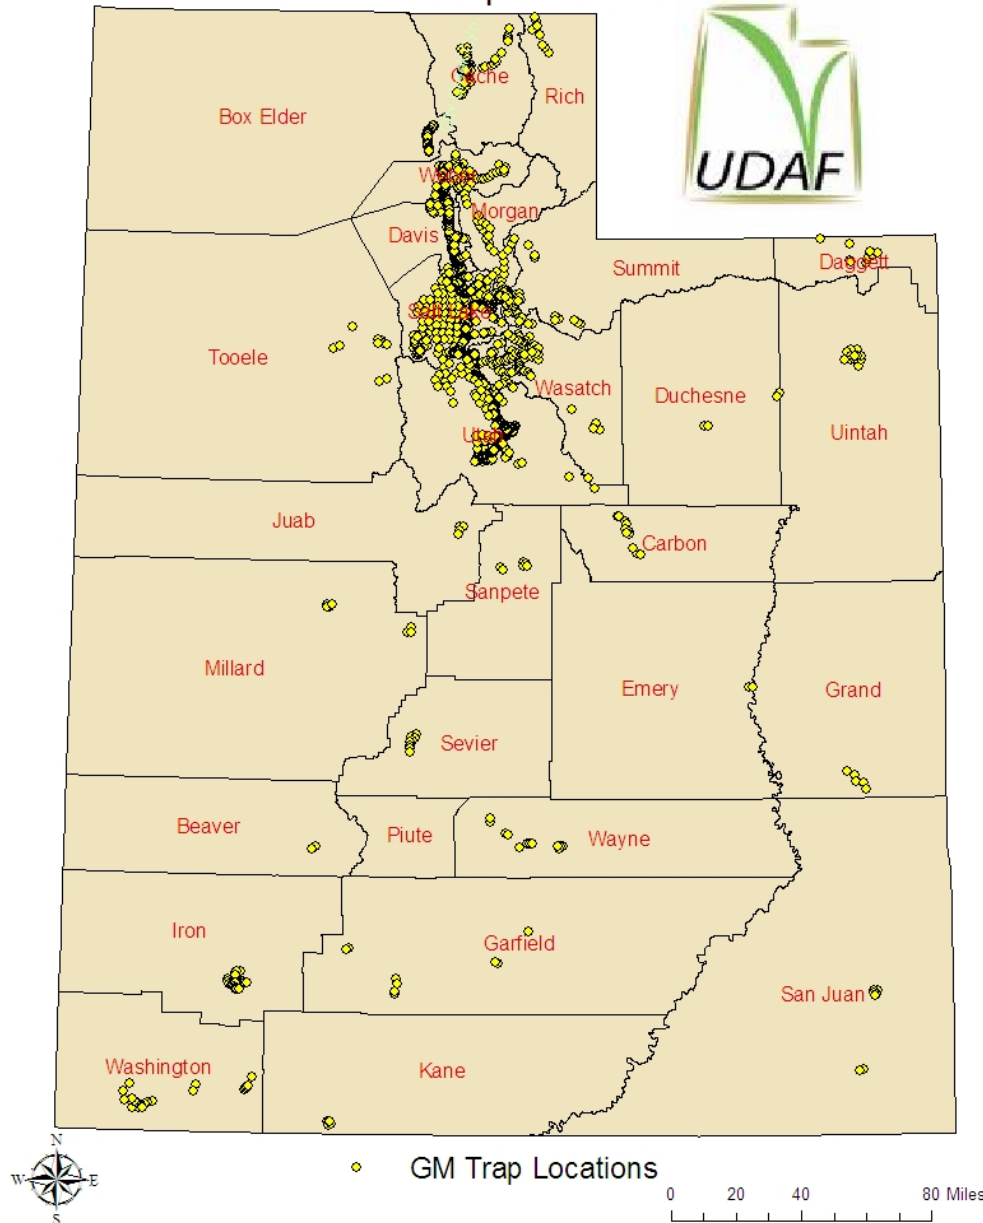 UDAF
Cache
Rich
Box Elder
Weber
Morgan
Davis
Summit
Daggett
Salt Lake
Tooele
Wasatch
Duchesne
Utah
Uintah
Juab
Carbon
Sanpete
Millard
Emery
Grand
Sevier
Beaver
Piute
Wayne
Iron
Garfield
San Juan
Washington
Kane
N
W E
S
GM Trap Locations
0 20 40 80 Miles